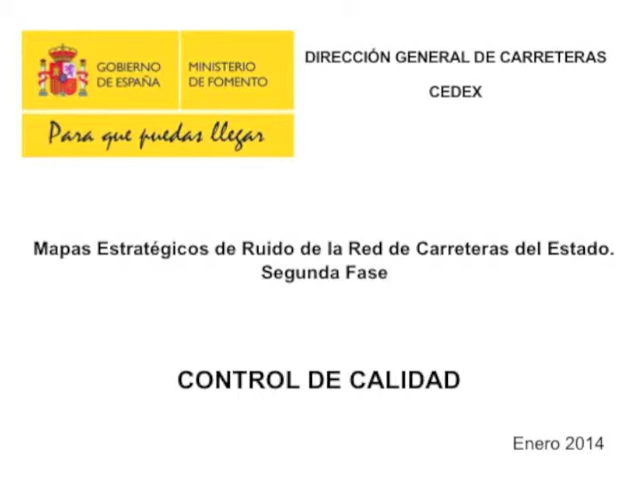 GOBIERNO
DE ESPAÑA
MINISTERIO
DE FOMENTO
Para que puedas llegar
DIRECCIÓN GENERAL DE CARRETERAS
CEDEX
Mapas Estratégicos de Ruido de la Red de Carreteras del Estado.
Segunda Fase
CONTROL DE CALIDAD
Enero 2014